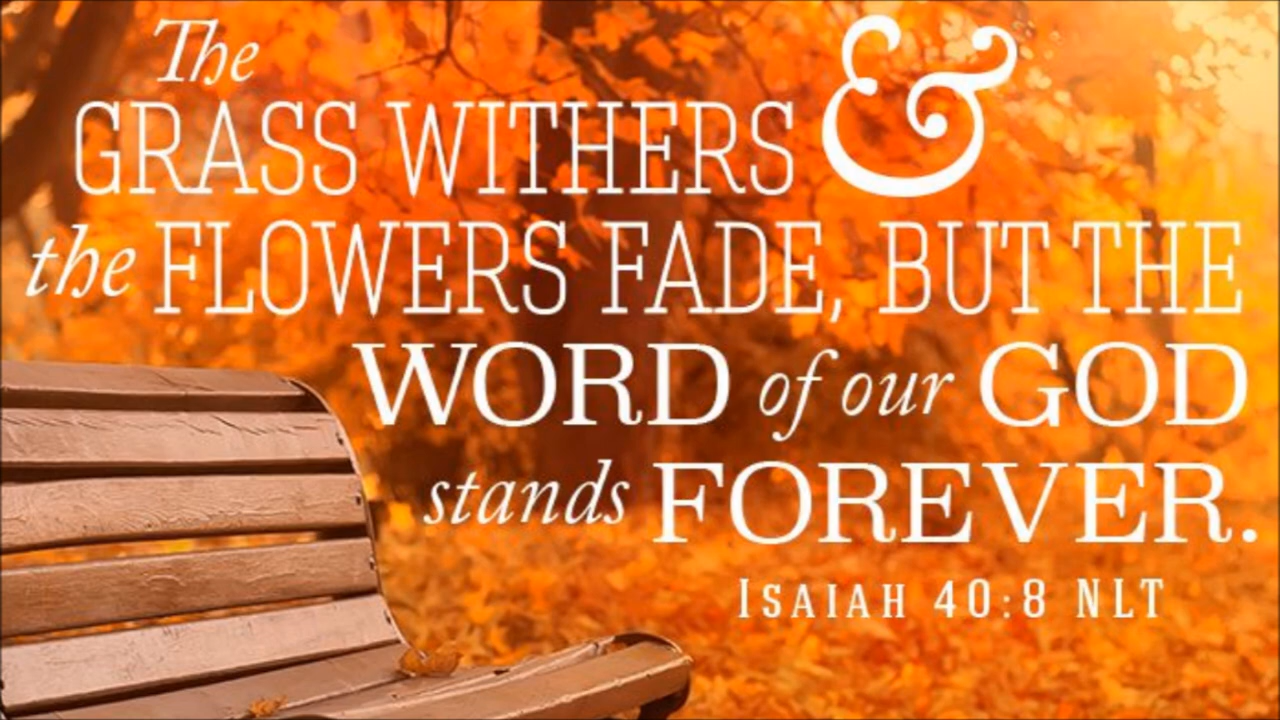 The
GRASS WITHERS &
the FLOWERS FADE, BUT THE
WORD of our GOD
stands FOREVER.
ISAIAH 40:8 NLT